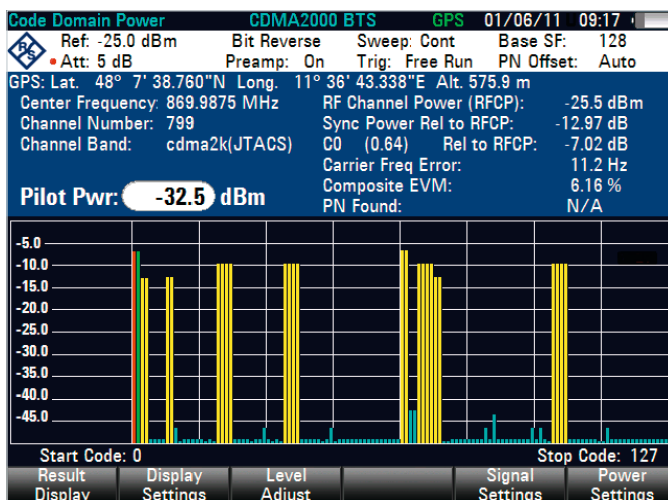 Code Domain Power CDMA2000 BTS GPS 01/06/11 09:17
R&S Ref: -25.0 dBm Bit Reverse Sweep: Cont Base SF: 128
Att: 5 dB Preamp: On Trig: Free Run PN Offset: Auto
GPS: Lat. 48° 7' 38.760"N Long. 11° 36' 43.338"E Alt. 575.9 m
Center Frequency: 869.9875 MHz RF Channel Power (RFCP): -25.5 dBm
Channel Number: 799 Sync Power Rel to RFCP: -12.97 dB
Channel Band: cdma2k(JTACS) C0 (0.64) Rel to RFCP: -7.02 dB
Carrier Freq Error: 11.2 Hz
Composite EVM: 6.16 %
Pilot Pwr: -32.5 dBm PN Found: N/A
-5.0
-10.0
-15.0
-20.0
-25.0
-30.0
-35.0
-40.0
-45.0
Start Code: 0 Stop Code: 127
Result Display Level Signal Power
Display Settings Adjust Settings Settings